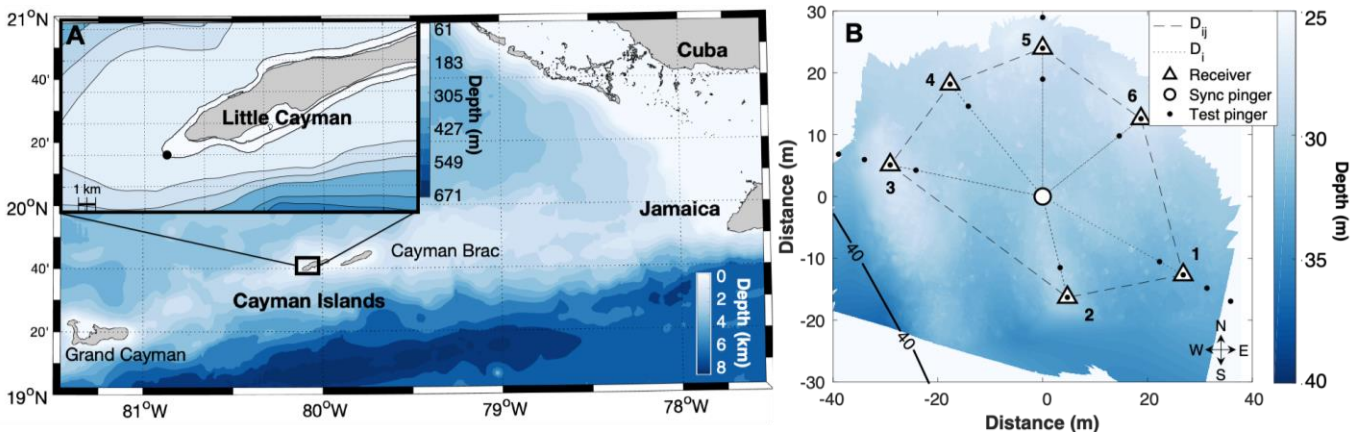 A
Little Cayman
1 km
Depth (m)
61
183
305
427
549
671
Cuba
Jamaica
Cayman Brac
Cayman Islands
Grand Cayman
Depth (km)
0
2
4
6
8
21°N
40'
20'
20°N
40'
20'
19°N
81°W
80°W
79°W
78°W
B
D_ij
D_i
Receiver
Sync pinger
Test pinger
5
4
6
3
1
2
40
40
N
W E
S
30
20
10
0
-10
-20
-30
Distance (m)
-40
-20
0
20
40
Distance (m)
25
-30
-35
-40
Depth (m)